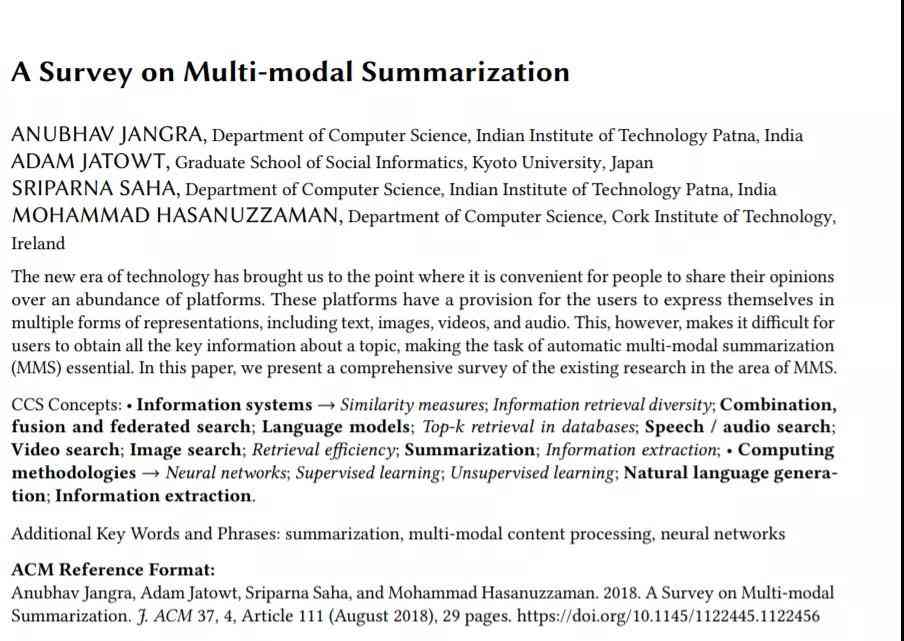 A Survey on Multi-modal Summarization
ANUBHAV JANGRA, Department of Computer Science, Indian Institute of Technology Patna, India
ADAM JATOWT, Graduate School of Social Informatics, Kyoto University, Japan
SRIPARNA SAHA, Department of Computer Science, Indian Institute of Technology Patna, India
MOHAMMAD HASANUZZAMAN, Department of Computer Science, Cork Institute of Technology,
Ireland
The new era of technology has brought us to the point where it is convenient for people to share their opinions
over an abundance of platforms. These platforms have a provision for the users to express themselves in
multiple forms of representations, including text, images, videos, and audio. This, however, makes it difficult for
users to obtain all the key information about a topic, making the task of automatic multi-modal summarization
(MMS) essential. In this paper, we present a comprehensive survey of the existing research in the area of MMS.
CCS Concepts: • Information systems → Similarity measures; Information retrieval diversity; Combination,
fusion and federated search; Language models; Top-k retrieval in databases; Speech / audio search;
Video search; Image search; Retrieval efficiency; Summarization; Information extraction; • Computing
methodologies → Neural networks; Supervised learning; Unsupervised learning; Natural language genera-
tion; Information extraction.
Additional Key Words and Phrases: summarization, multi-modal content processing, neural networks
ACM Reference Format:
Anubhav Jangra, Adam Jatowt, Sriparna Saha, and Mohammad Hasanuzzaman. 2018. A Survey on Multi-modal
Summarization. J. ACM 37, 4, Article 111 (August 2018), 29 pages. https://doi.org/10.1145/1122445.1122456